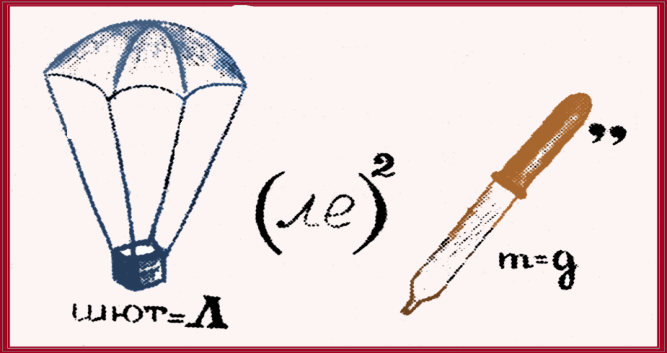 шют=Л
(ле)²
”
т=д